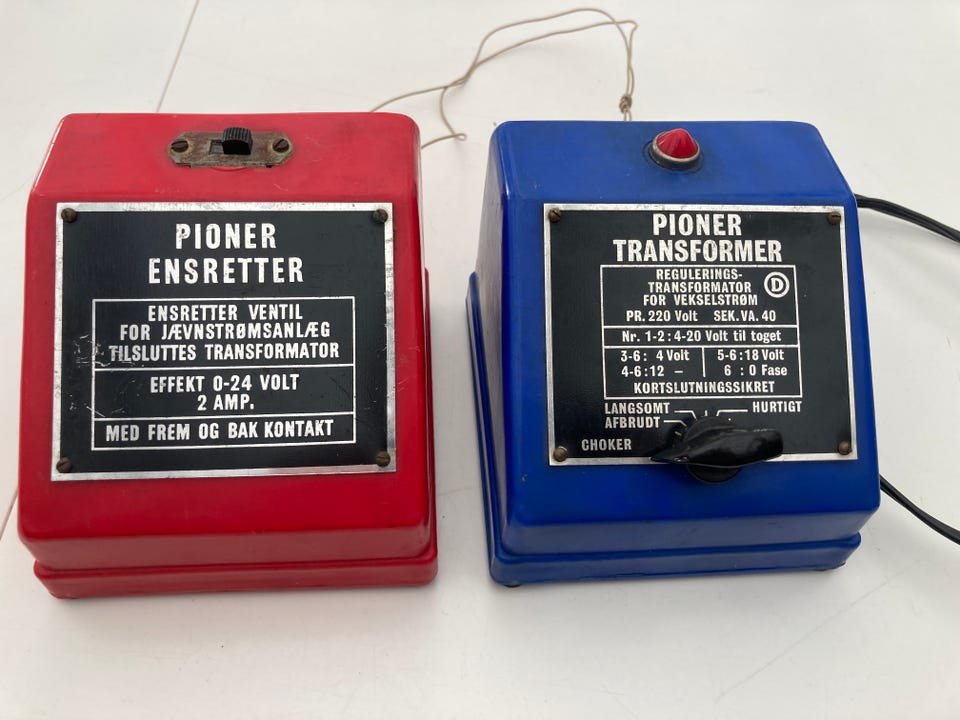 PIONER
ENSRETTER
ENSRETTER VENTIL
FOR JÆVNSTRØMSANLÆG
TILSLUTTES TRANSFORMATOR
EFFEKT 0-24 VOLT
2 AMP.
MED FREM OG BAK KONTAKT
PIONER
TRANSFORMER
REGULERINGS-
TRANSFORMATOR
FOR VEKSELSTRØM
D
PR. 220 Volt SEK. VA. 40
Nr. 1-2: 4-20 Volt til toget
3-6: 4 Volt 5-6: 18 Volt
4-6: 12 – 6 : 0 Fase
KORTSLUTNINGSSIKRET
LANGSOMT HURTIGT
AFBRUDT
CHOKER